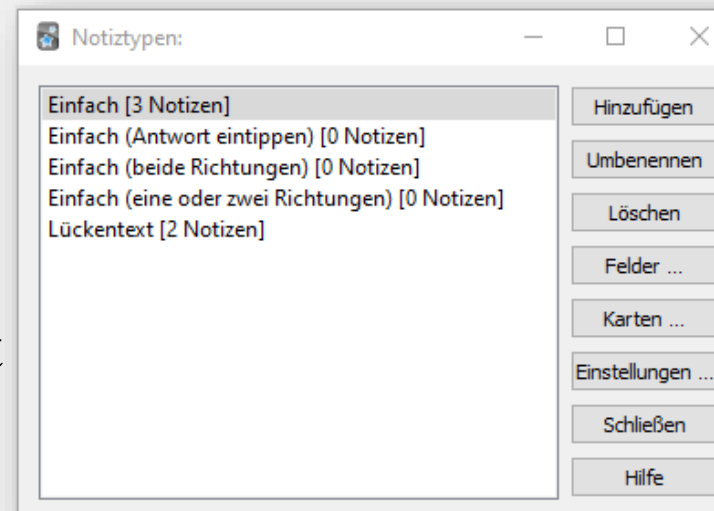 Notiztypen:
Einfach [3 Notizen]
Einfach (Antwort eintippen) [0 Notizen]
Einfach (beide Richtungen) [0 Notizen]
Einfach (eine oder zwei Richtungen) [0 Notizen]
Lückentext [2 Notizen]
Hinzufügen
Umbenennen
Löschen
Felder ...
Karten ...
Einstellungen ...
Schließen
Hilfe